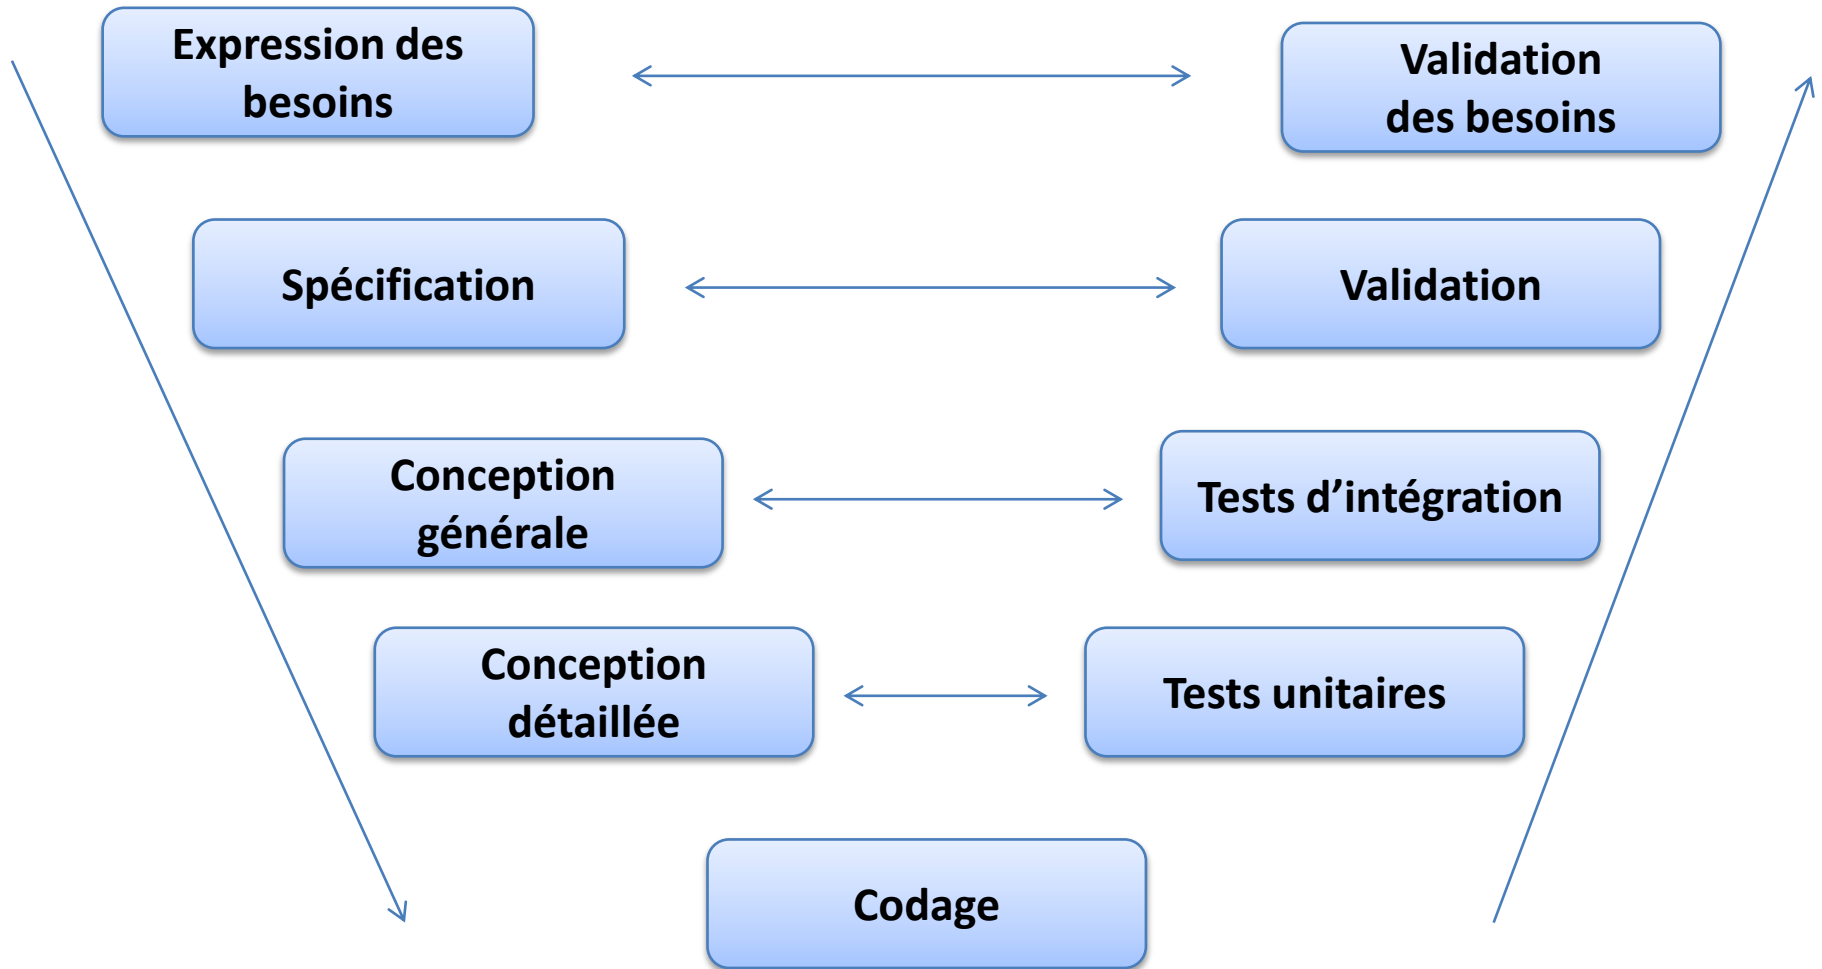 Expression des
besoins
Validation
des besoins
Spécification
Validation
Conception
générale
Tests d’intégration
Conception
détaillée
Tests unitaires
Codage